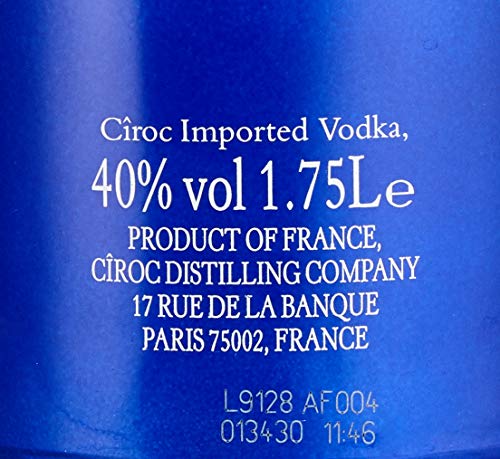 Cîroc Imported Vodka,
40% vol 1.75L℮
PRODUCT OF FRANCE,
CÎROC DISTILLING COMPANY
17 RUE DE LA BANQUE
PARIS 75002, FRANCE
L9128 AF004
013430 11:46